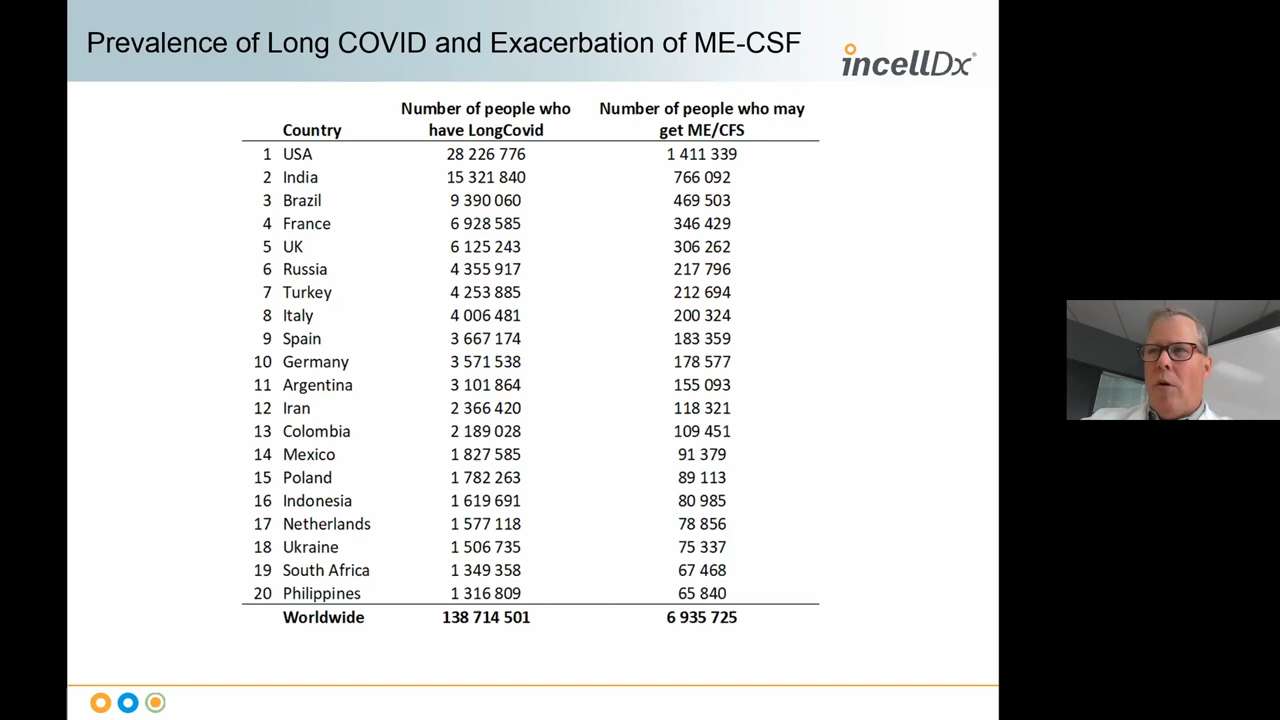 Prevalence of Long COVID and Exacerbation of ME-CSF
incellDx®
Number of people who Number of people who may
Country have LongCovid get ME/CFS
1 USA 28 226 776 1 411 339
2 India 15 321 840 766 092
3 Brazil 9 390 060 469 503
4 France 6 928 585 346 429
5 UK 6 125 243 306 262
6 Russia 4 355 917 217 796
7 Turkey 4 253 885 212 694
8 Italy 4 006 481 200 324
9 Spain 3 667 174 183 359
10 Germany 3 571 538 178 577
11 Argentina 3 101 864 155 093
12 Iran 2 366 420 118 321
13 Colombia 2 189 028 109 451
14 Mexico 1 827 585 91 379
15 Poland 1 782 263 89 113
16 Indonesia 1 619 691 80 985
17 Netherlands 1 577 118 78 856
18 Ukraine 1 506 735 75 337
19 South Africa 1 349 358 67 468
20 Philippines 1 316 809 65 840
Worldwide 138 714 501 6 935 725